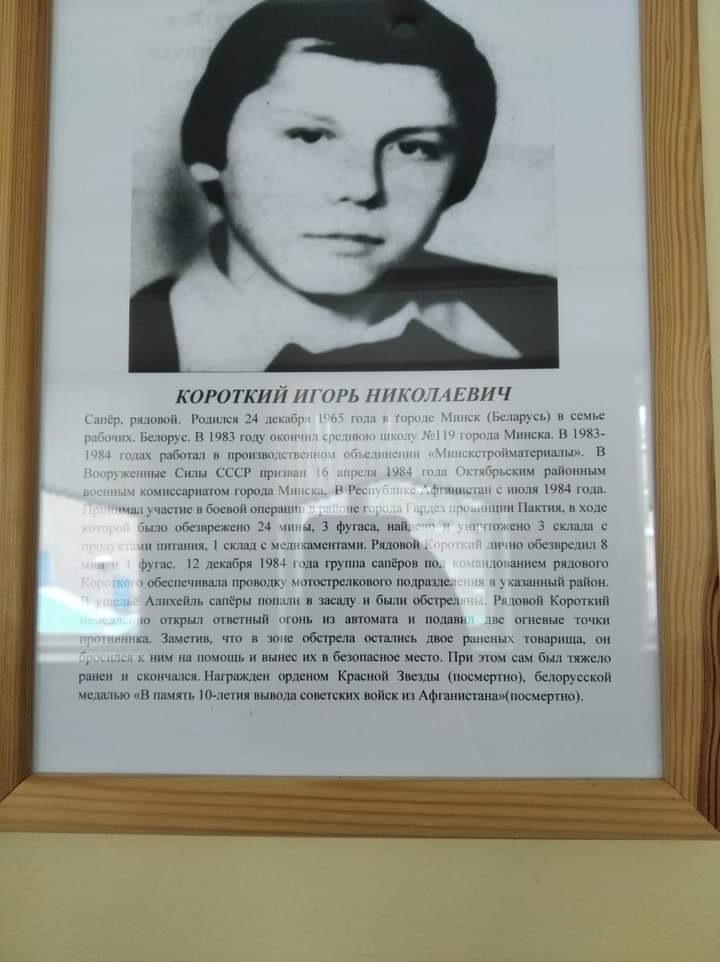 КОРОТКИЙ ИГОРЬ НИКОЛАЕВИЧ
Сапёр, рядовой. Родился 24 декабря 1965 года в городе Минск (Беларусь) в семье
рабочих. Белорус. В 1983 году окончил среднюю школу №119 города Минска. В 1983-
1984 годах работал в производственном объединении «Минскстройматериалы». В
Вооруженные Силы СССР призван 16 апреля 1984 года Октябрьским районным
военным комиссариатом города Минска. В Республике Афганистан с июля 1984 года.
Принимал участие в боевой операции в районе города Гардез провинции Пактия, в ходе
которой было обезврежено 24 мины, 3 фугаса, найдено и уничтожено 3 склада с
продуктами питания, 1 склад с медикаментами. Рядовой Короткий лично обезвредил 8
мин и 1 фугас. 12 декабря 1984 года группа сапёров под командованием рядового
Короткого обеспечивала проводку мотострелкового подразделения в указанный район.
В ущелье Алихейль сапёры попали в засаду и были обстреляны. Рядовой Короткий
немедленно открыл ответный огонь из автомата и подавил две огневые точки
противника. Заметив, что в зоне обстрела остались двое раненых товарища, он
бросился к ним на помощь и вынес их в безопасное место. При этом сам был тяжело
ранен и скончался. Награжден орденом Красной Звезды (посмертно), белорусской
медалью «В память 10-летия вывода советских войск из Афганистана»(посмертно).